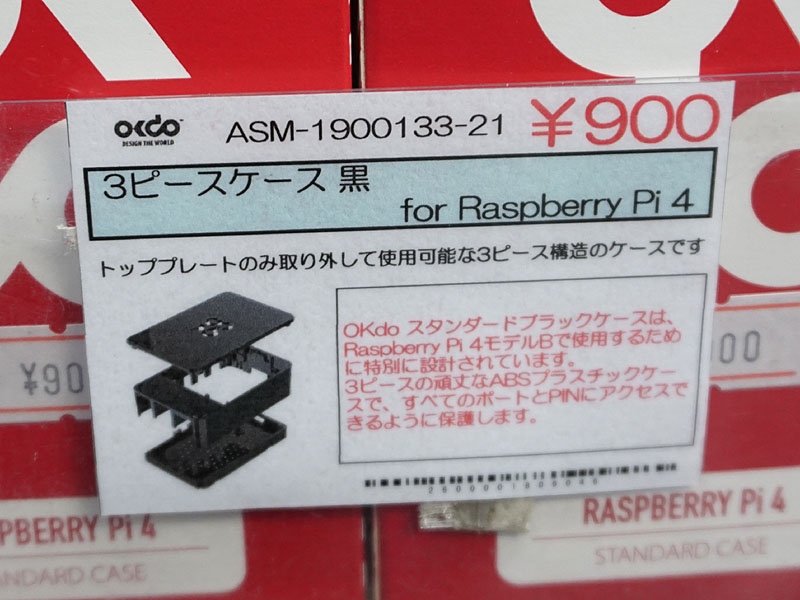 OKdo
DESIGN THE WORLD
ASM-1900133-21
¥900
3ピースケース 黒
for Raspberry Pi 4
トッププレートのみ取り外して使用可能な3ピース構造のケースです
OKdo スタンダードブラックケースは、
Raspberry Pi 4モデルBで使用するため
に特別に設計されています。
3ピースの頑丈なABSプラスチックケー
スで、すべてのポートとPINにアクセスで
きるように保護します。
¥90
00
PBERRY Pi 4
NDARD CASE
RASPBERRY Pi 4
STANDARD CASE